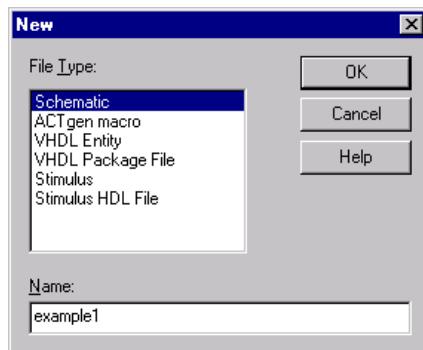 New
File Type:
OK
Schematic
ACTgen macro
Cancel
VHDL Entity
VHDL Package File
Help
Stimulus
Stimulus HDL File
Name:
example1